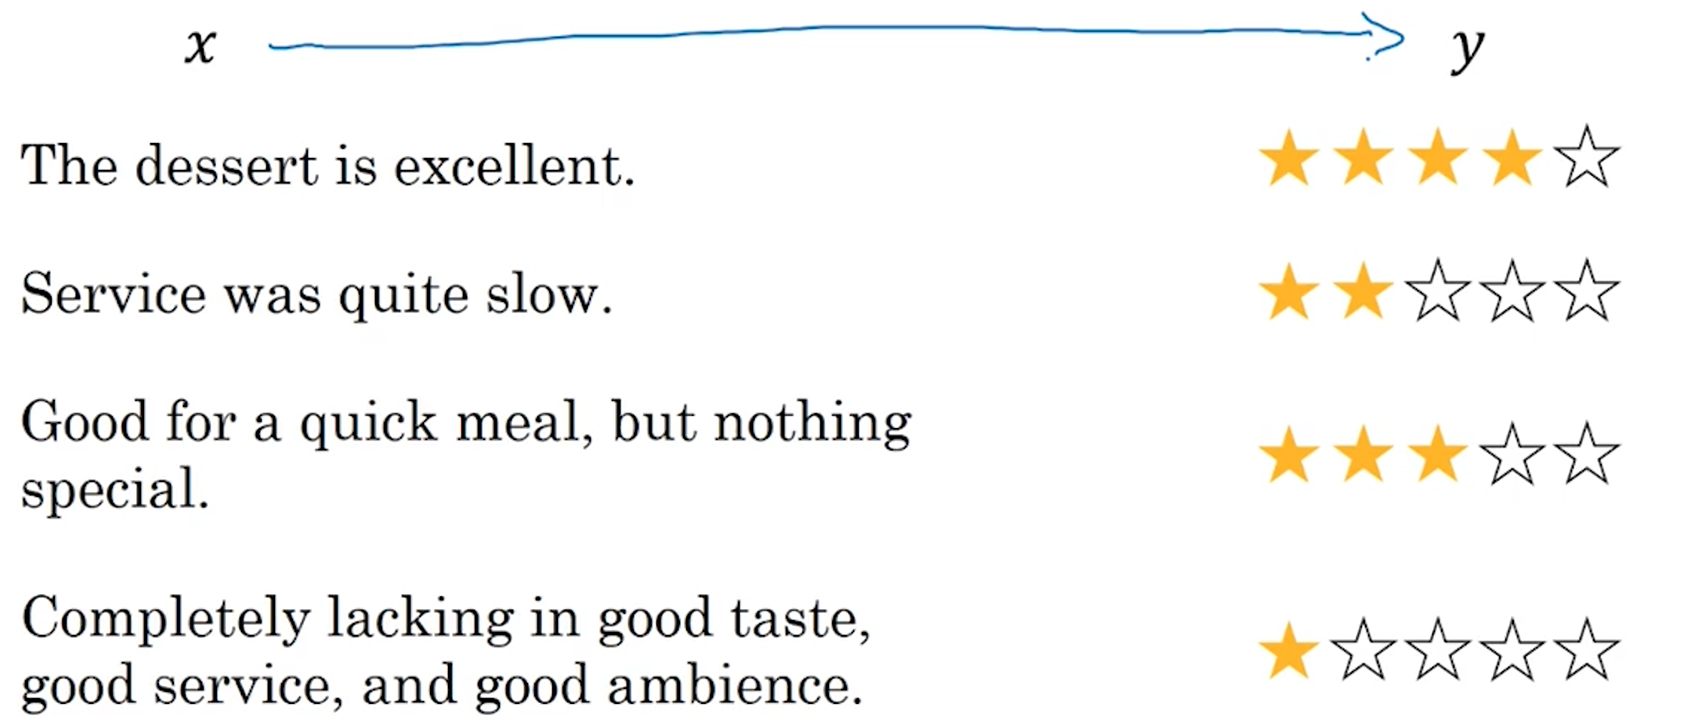 x y
The dessert is excellent.
Service was quite slow.
Good for a quick meal, but nothing
special.
Completely lacking in good taste,
good service, and good ambience.